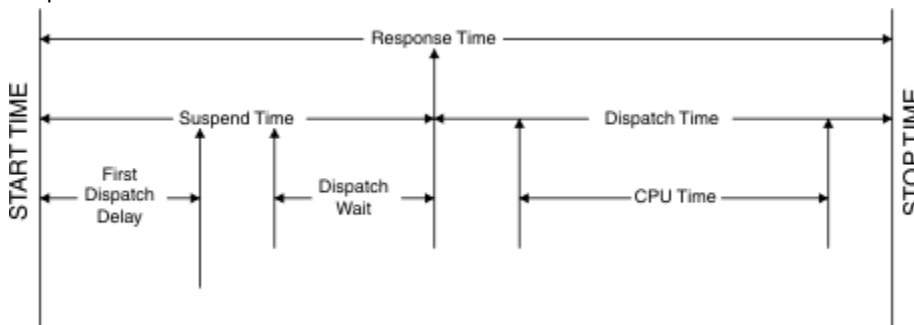 Response Time
START TIME
STOP TIME
Suspend Time
Dispatch Time
First
Dispatch
Delay
Dispatch
Wait
CPU Time